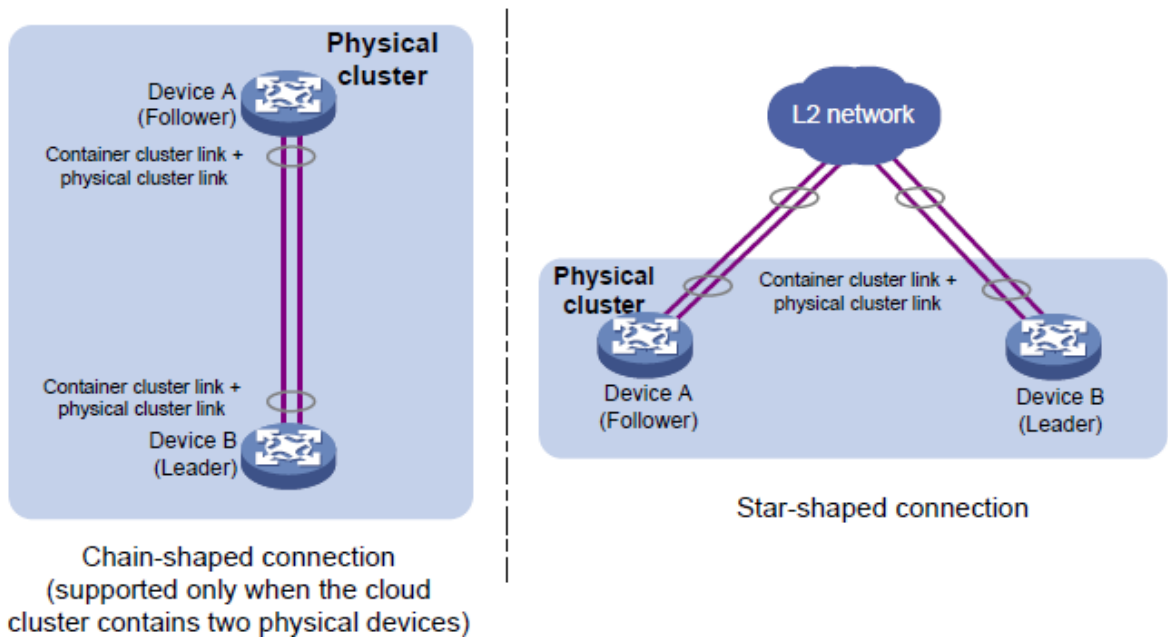 Physical
cluster
Device A
(Follower)
Container cluster link +
physical cluster link
Container cluster link +
physical cluster link
Device B
(Leader)
Chain-shaped connection
(supported only when the cloud
cluster contains two physical devices)
L2 network
Physical
cluster
Container cluster link +
physical cluster link
Device A
(Follower)
Device B
(Leader)
Star-shaped connection